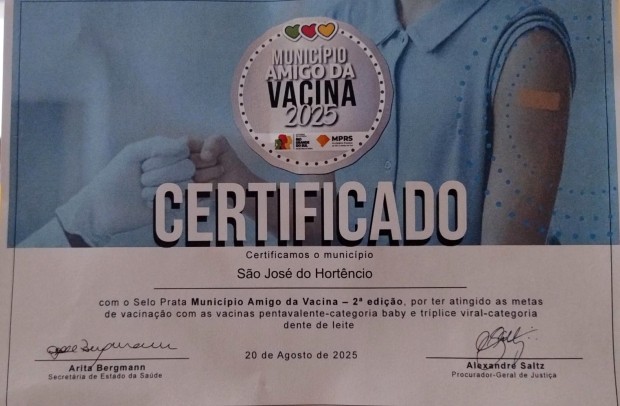 MUNICÍPIO
AMIGO DA
VACINA
2025
MPRS
CERTIFICADO
Certificamos o município
São José do Hortêncio
com o Selo Prata Município Amigo da Vacina – 2ª edição, por ter atingido as metas
de vacinação com as vacinas pentavalente-categoria baby e triplice viral-categoria
dente de leite
20 de Agosto de 2025
Arita Bergmann
Secretária de Estado da Saúde
Alexandre Saltz
Procurador-Geral de Justiça